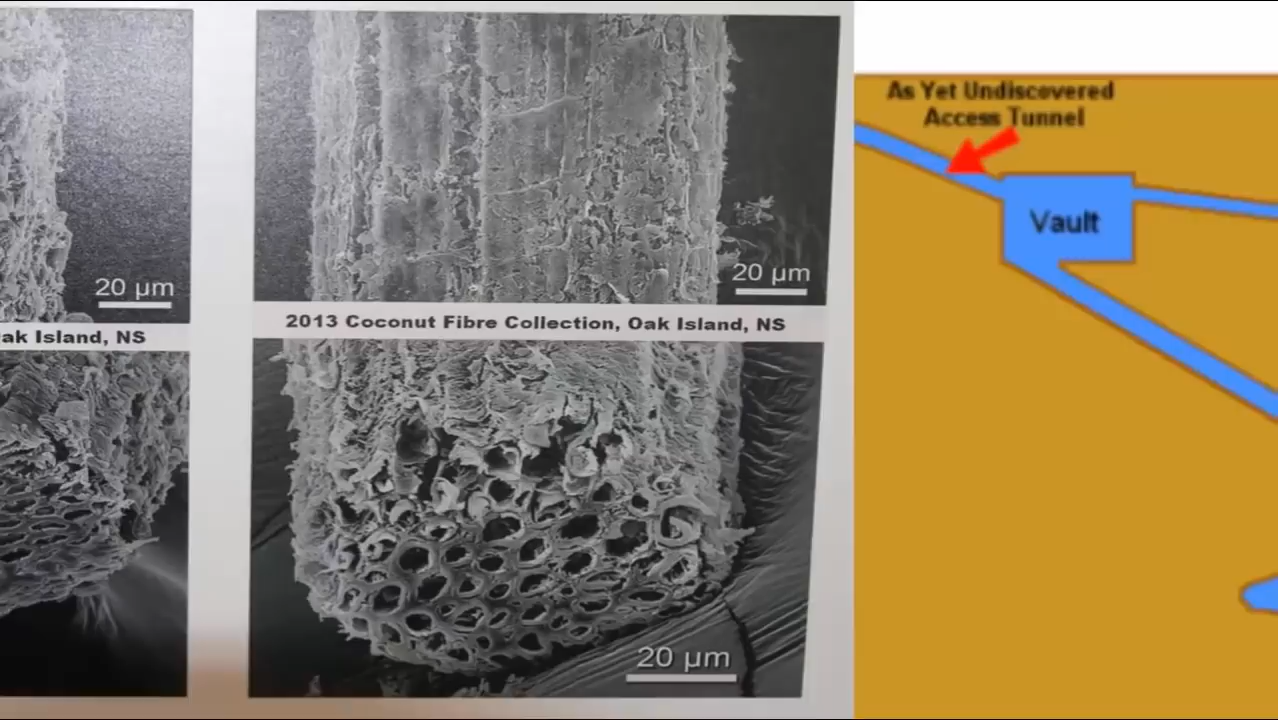 20 µm
ak Island, NS
20 µm
2013 Coconut Fibre Collection, Oak Island, NS
20 µm
As Yet Undiscovered
Access Tunnel
Vault